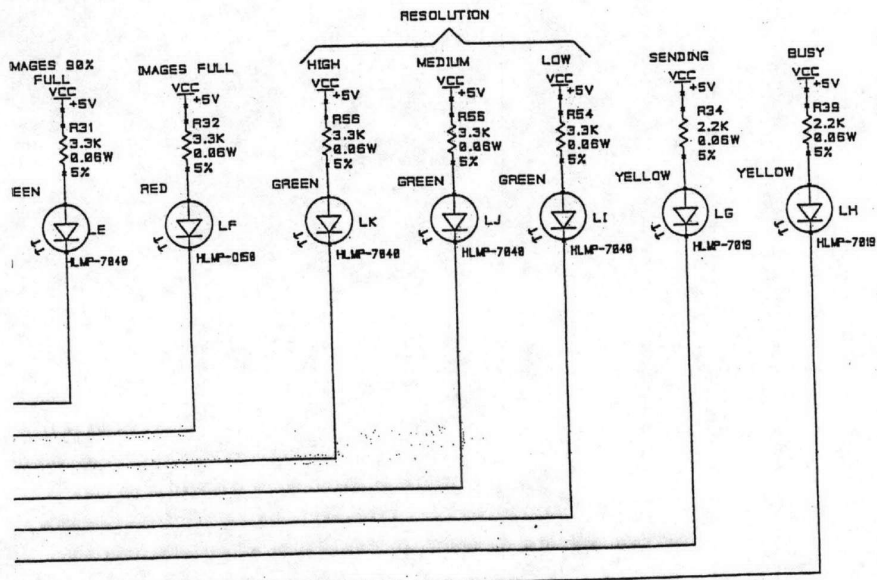 RESOLUTION
IMAGES 90%
FULL
VCC
+5V
R31
3.3K
0.06W
5%
LE
HLMP-7040
IMAGES FULL
VCC
+5V
R32
3.3K
0.06W
5%
RED
LF
HLMP-0150
HIGH
VCC
+5V
R56
3.3K
0.06W
5%
GREEN
LK
HLMP-7040
MEDIUM
VCC
+5V
R55
3.3K
0.06W
5%
GREEN
LJ
HLMP-7040
LOW
VCC
+5V
R54
3.3K
0.06W
5%
GREEN
LI
HLMP-7040
SENDING
VCC
+5V
R34
2.2K
0.06W
5%
YELLOW
LG
HLMP-7019
BUSY
VCC
+5V
R39
2.2K
0.06W
5%
YELLOW
LH
HLMP-7019